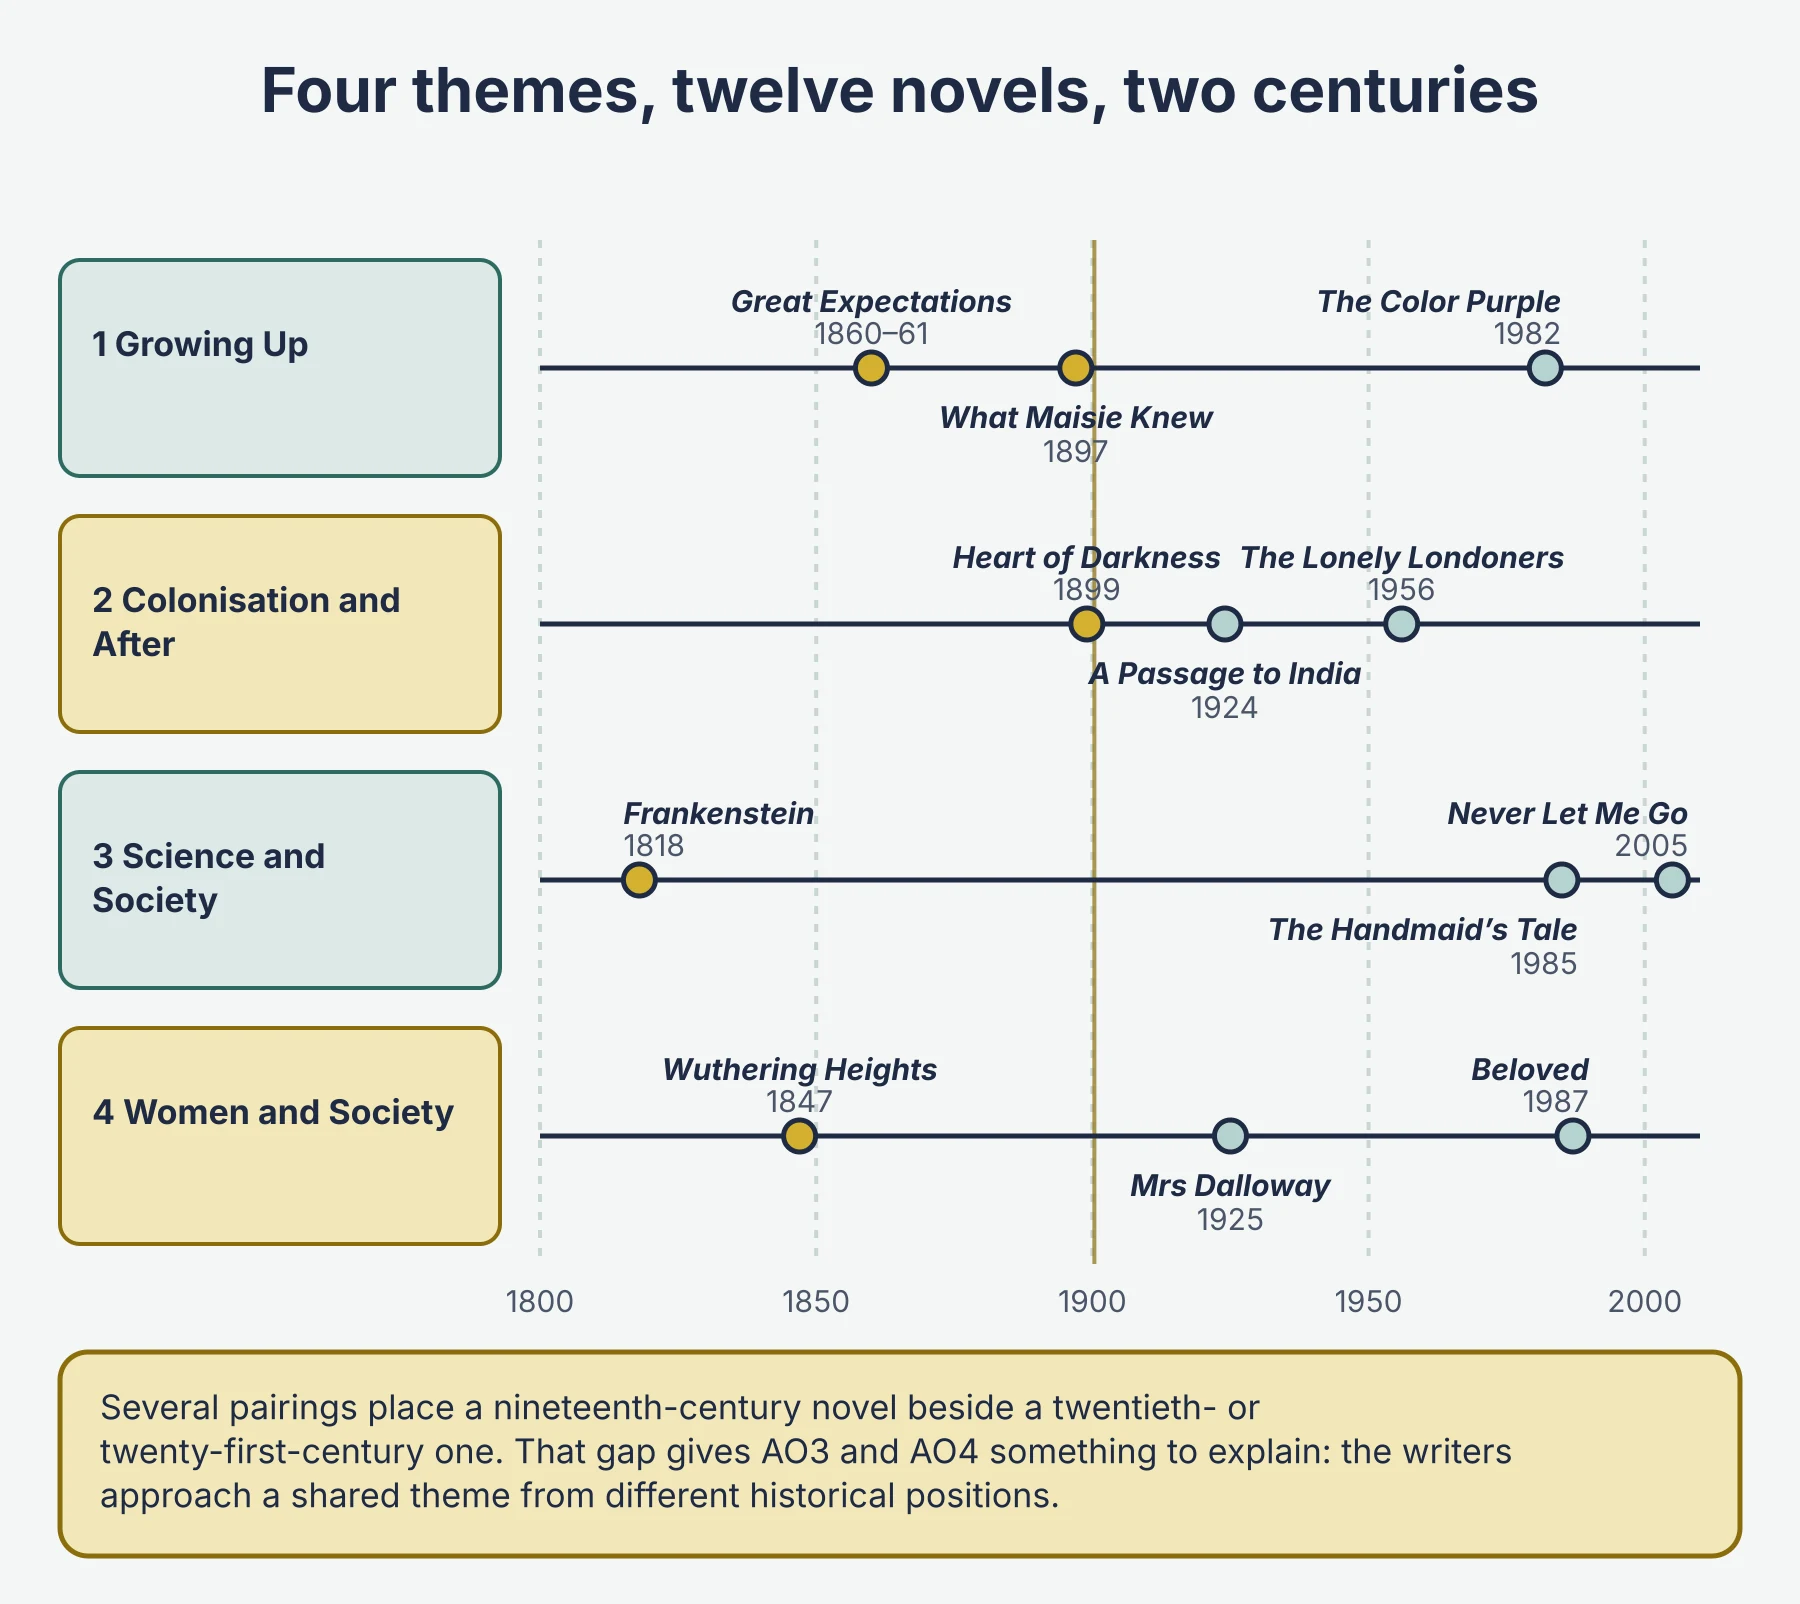 Four themes, twelve novels, two centuries
1 Growing Up
Great Expectations
1860–61
What Maisie Knew
1897
The Color Purple
1982
2 Colonisation and
After
Heart of Darkness
1899
A Passage to India
1924
The Lonely Londoners
1956
3 Science and
Society
Frankenstein
1818
The Handmaid’s Tale
1985
Never Let Me Go
2005
4 Women and Society
Wuthering Heights
1847
Mrs Dalloway
1925
Beloved
1987
1800
1850
1900
1950
2000
Several pairings place a nineteenth-century novel beside a twentieth- or
twenty-first-century one. That gap gives AO3 and AO4 something to explain: the writers
approach a shared theme from different historical positions.